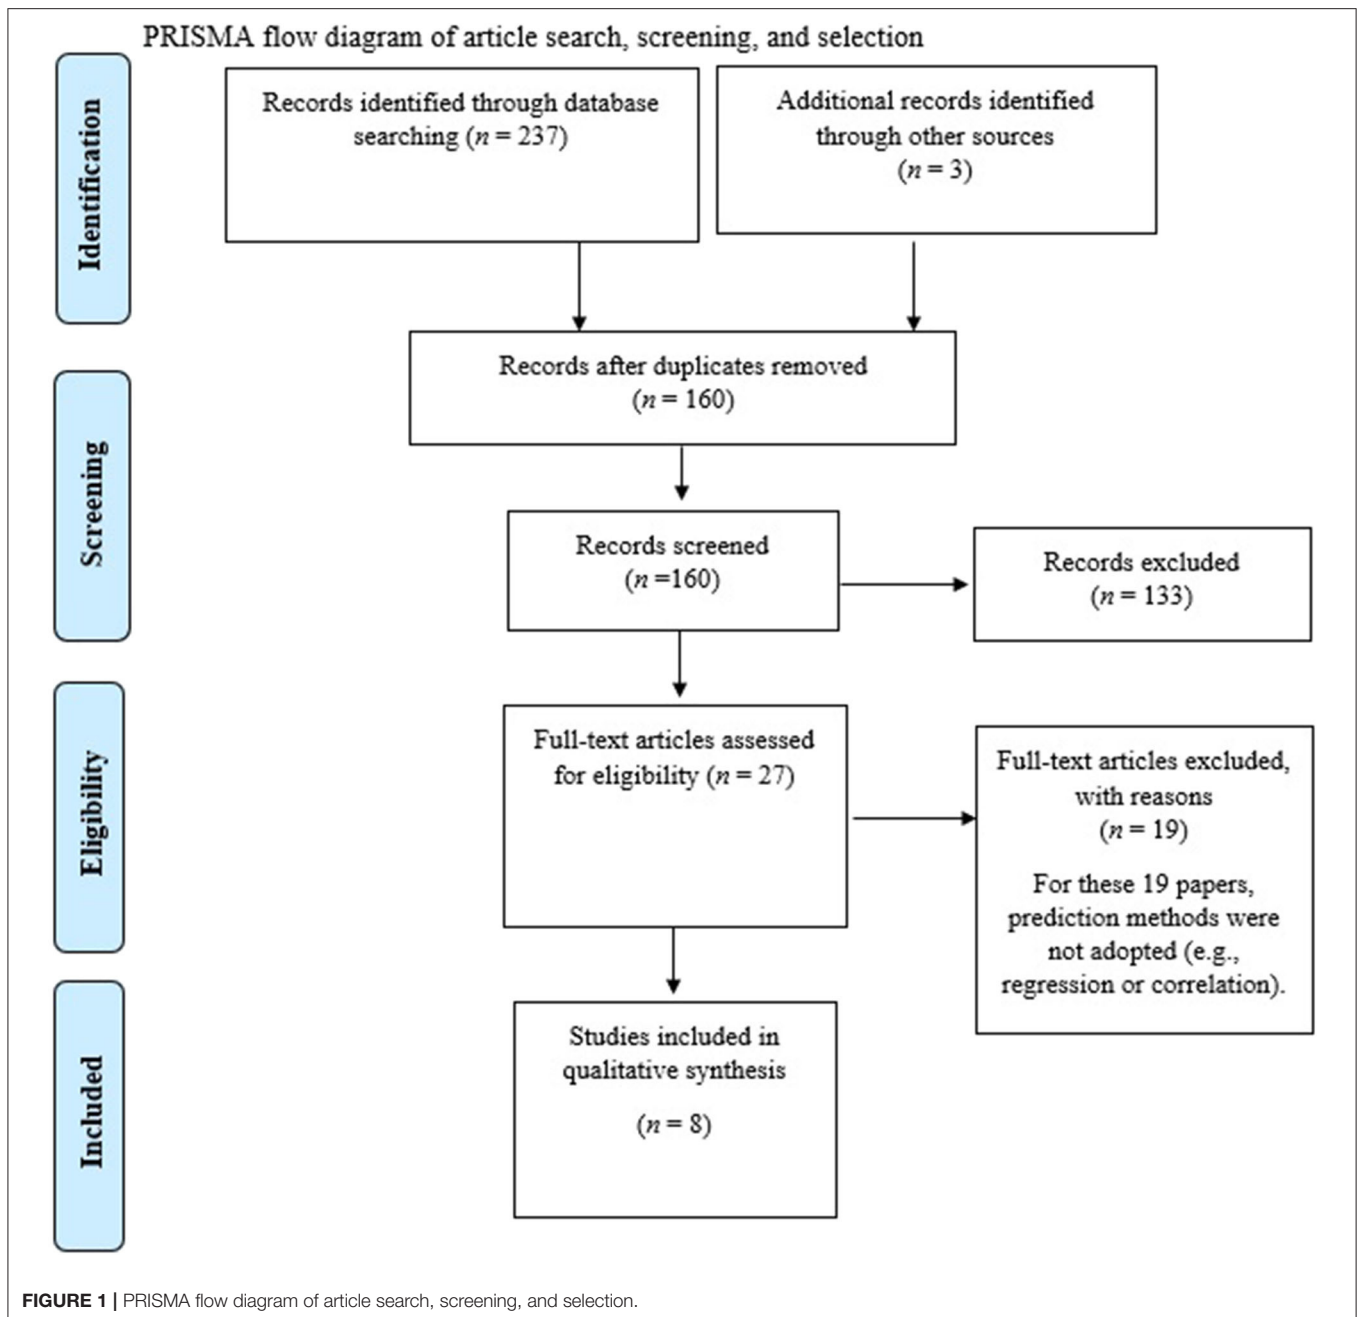 PRISMA flow diagram of article search, screening, and selection
Identification
Records identified through database
searching (n = 237)
Additional records identified
through other sources
(n = 3)
Records after duplicates removed
(n = 160)
Screening
Records screened
(n =160)
Records excluded
(n = 133)
Eligibility
Full-text articles assessed
for eligibility (n = 27)
Full-text articles excluded,
with reasons
(n = 19)
For these 19 papers,
prediction methods were
not adopted (e.g.,
regression or correlation).
Included
Studies included in
qualitative synthesis
(n = 8)
FIGURE 1 | PRISMA flow diagram of article search, screening, and selection.